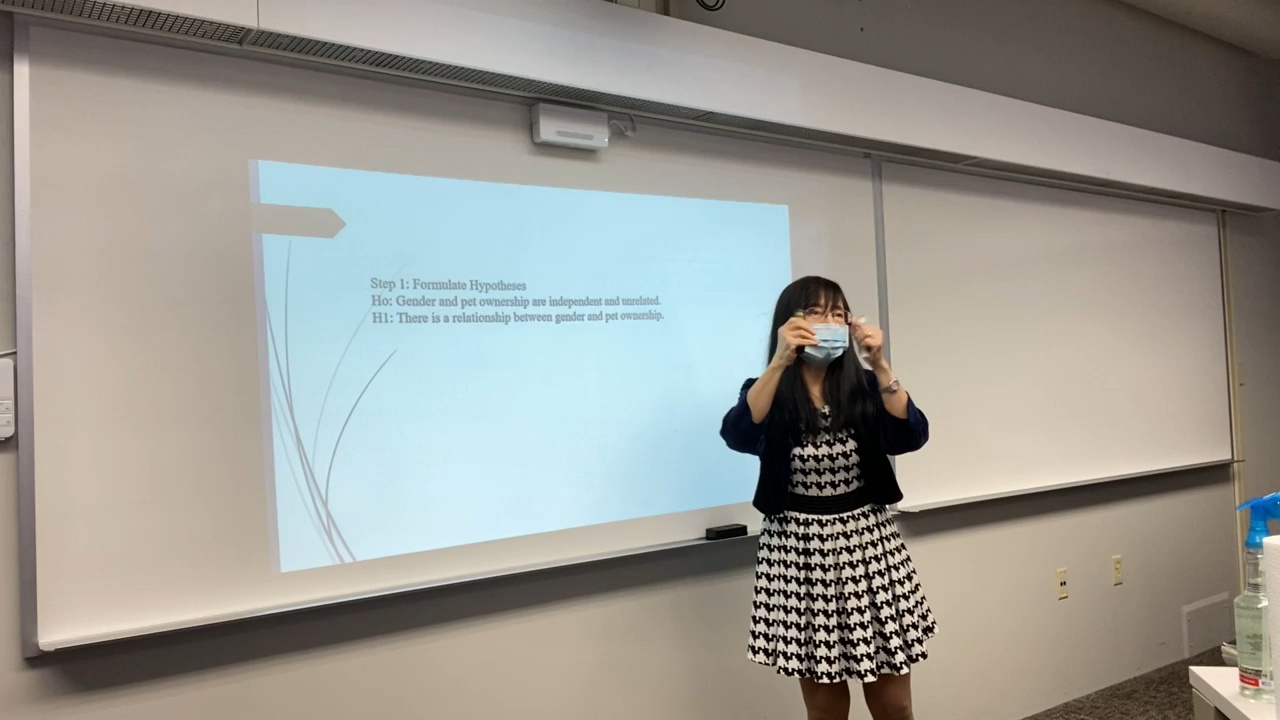 Step 1: Formulate Hypotheses
Ho: Gender and pet ownership are independent and unrelated.
H1: There is a relationship between gender and pet ownership.